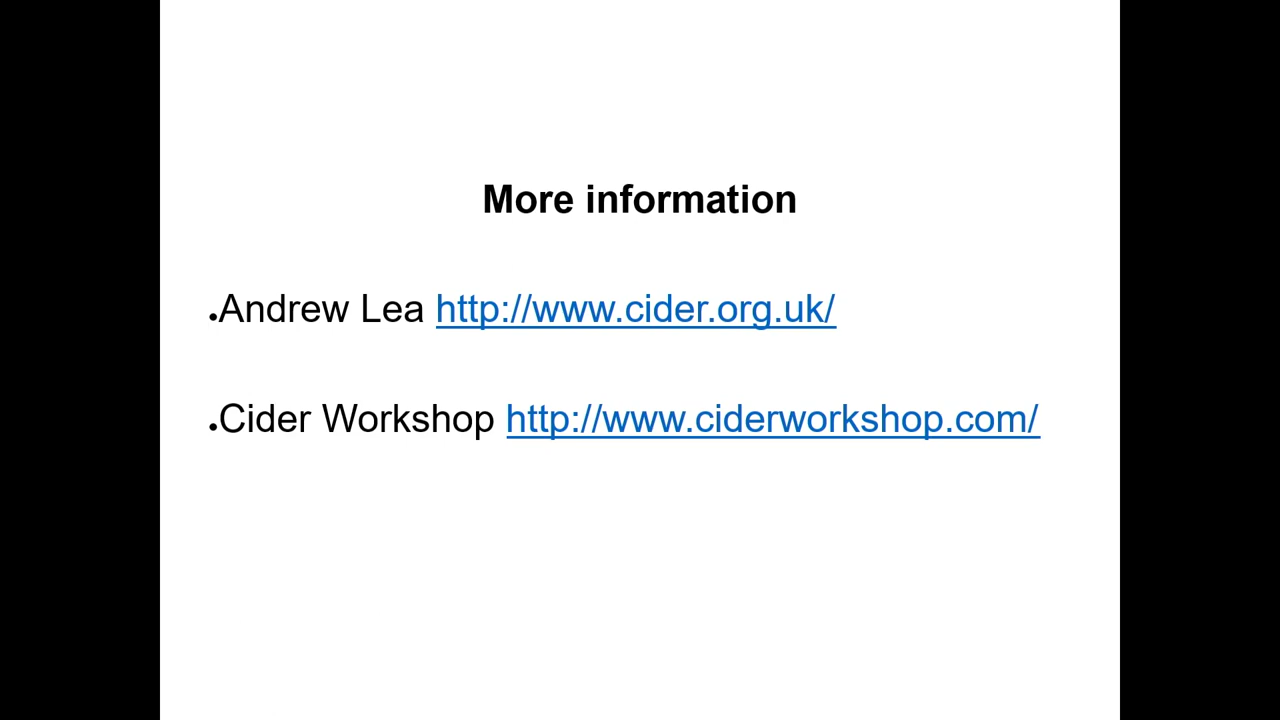 More information
•Andrew Lea http://www.cider.org.uk/
•Cider Workshop http://www.ciderworkshop.com/